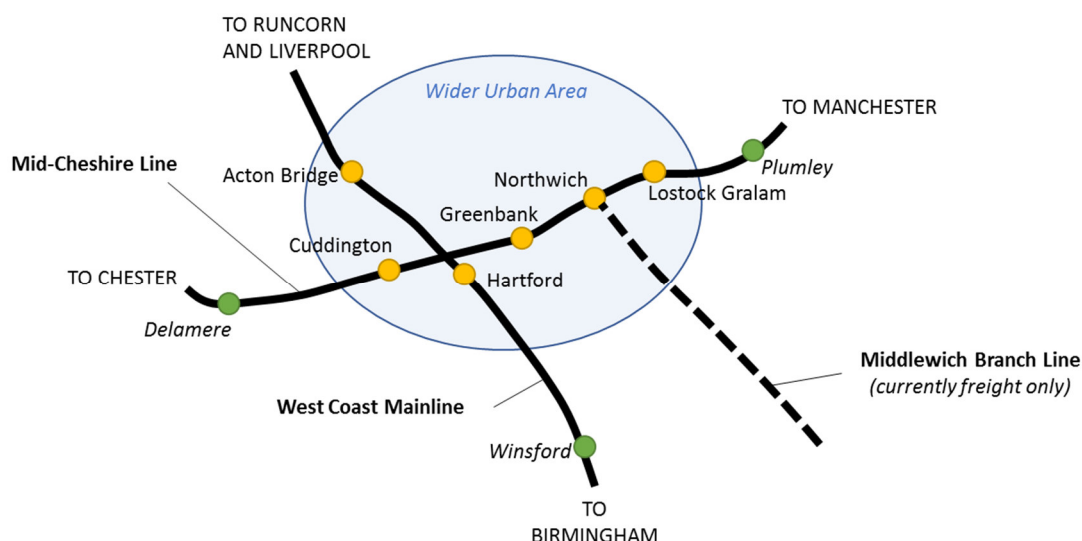 TO RUNCORN
AND LIVERPOOL
Wider Urban Area
TO MANCHESTER
Mid-Cheshire Line
Plumley
Acton Bridge
Northwich
Lostock Gralam
Greenbank
Cuddington
TO CHESTER
Hartford
Delamere
Middlewich Branch Line
(currently freight only)
West Coast Mainline
Winsford
TO
BIRMINGHAM